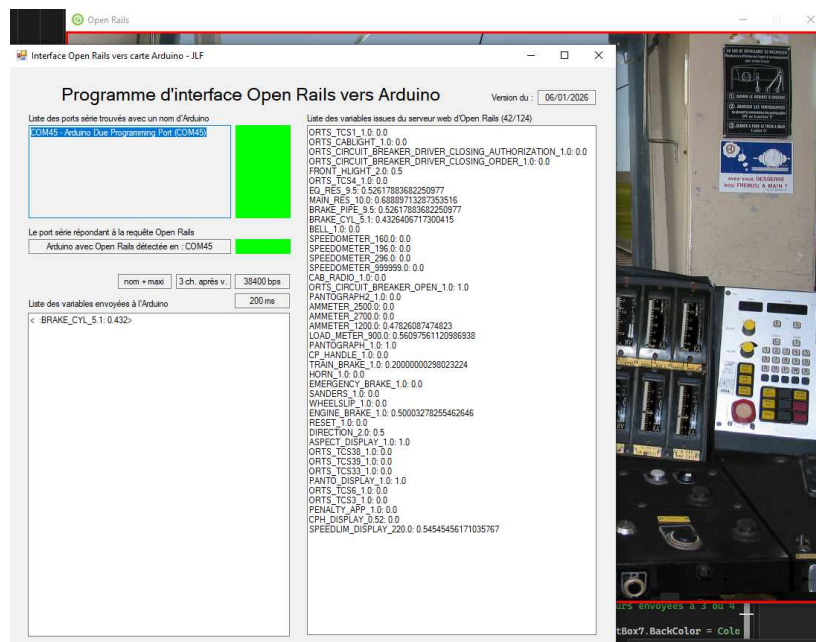 Open Rails
Interface Open Rails vers carte Arduino - JLF
Programme d'interface Open Rails vers Arduino
Version du : 06/01/2026
Liste des ports série trouvés avec un nom d'Arduino
COM45 - Arduino Due Programming Port (COM45)
Le port série répondant à la requête Open Rails
Arduino avec Open Rails détectée en : COM45
nom + maxi 3 ch. après v. 38400 bps
200 ms
Liste des variables envoyées à l'Arduino
< :BRAKE_CYL_5.1: 0.432>
Liste des variables issues du serveur web d'Open Rails (42/124)
ORTS_TCS1_1.0: 0.0
ORTS_CABLIGHT_1.0: 0.0
ORTS_CIRCUIT_BREAKER_DRIVER_CLOSING_AUTHORIZATION_1.0: 0.0
ORTS_CIRCUIT_BREAKER_DRIVER_CLOSING_ORDER_1.0: 0.0
FRONT_HLIGHT_2.0: 0.5
ORTS_TCS4_1.0: 0.0
EQ_RES_9.5: 0.52617883682250977
MAIN_RES_10.0: 0.68889713287353516
BRAKE_PIPE_9.5: 0.52617883682250977
BRAKE_CYL_5.1: 0.4326406717300415
BELL_1.0: 0.0
SPEEDOMETER_160.0: 0.0
SPEEDOMETER_196.0: 0.0
SPEEDOMETER_296.0: 0.0
SPEEDOMETER_999999.0: 0.0
CAB_RADIO_1.0: 0.0
ORTS_CIRCUIT_BREAKER_OPEN_1.0: 1.0
PANTOGRAPH2_1.0: 0.0
AMMETER_2500.0: 0.0
AMMETER_2700.0: 0.0
AMMETER_1200.0: 0.47826087474823
LOAD_METER_900.0: 0.56097561120986938
PANTOGRAPH_1.0: 1.0
CP_HANDLE_1.0: 0.0
TRAIN_BRAKE_1.0: 0.20000000298023224
HORN_1.0: 0.0
EMERGENCY_BRAKE_1.0: 0.0
SANDERS_1.0: 0.0
WHEELSLIP_1.0: 0.0
ENGINE_BRAKE_1.0: 0.50003278255462646
RESET_1.0: 0.0
DIRECTION_2.0: 0.5
ASPECT_DISPLAY_1.0: 1.0
ORTS_TCS38_1.0: 0.0
ORTS_TCS39_1.0: 0.0
ORTS_TCS33_1.0: 0.0
PANTO_DISPLAY_1.0: 1.0
ORTS_TCS6_1.0: 0.0
ORTS_TCS3_1.0: 0.0
PENALTY_APP_1.0: 0.0
CPH_DISPLAY_0.52: 0.0
SPEEDLIM_DISPLAY_220.0: 0.54545456171035767
AVEZ-VOUS DESSERRE
le(s) FREIN(S) A MAIN ?
urs envoyées à 3 ou 4
tBox7.BackColor = Colo